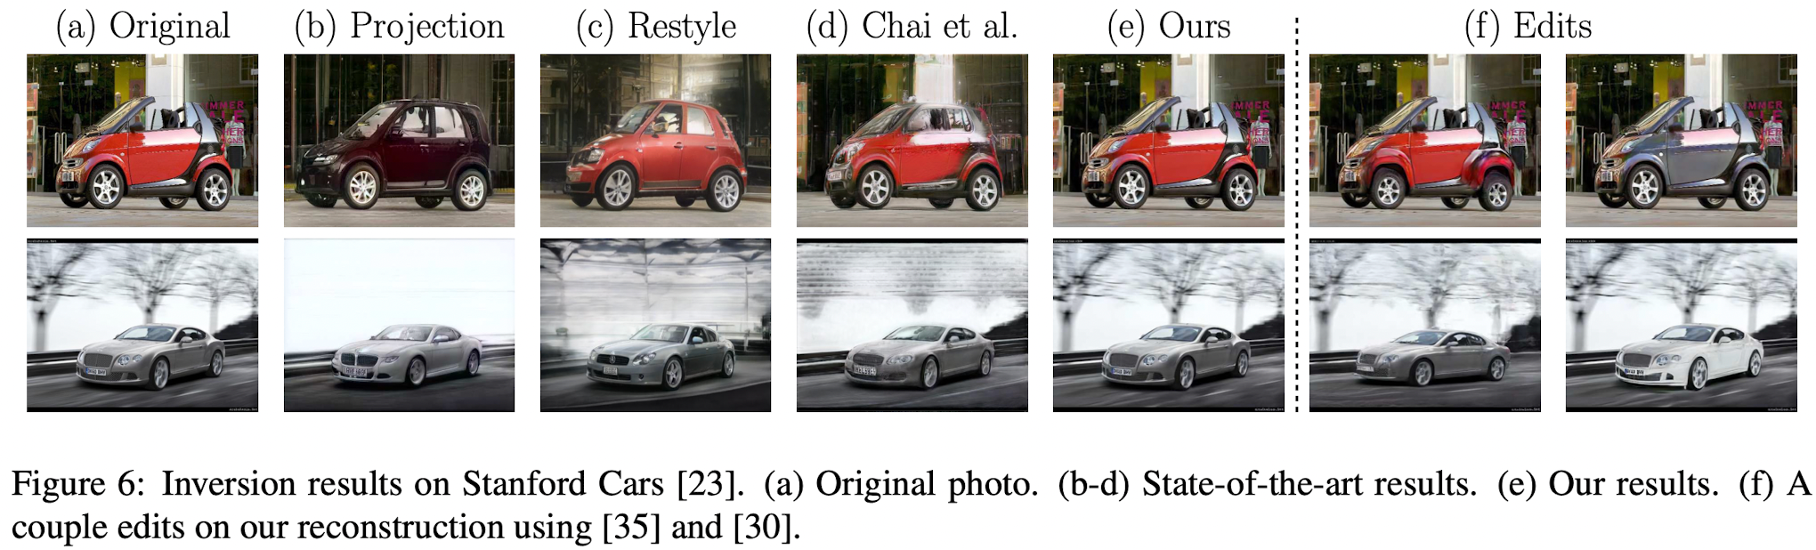 (a) Original (b) Projection (c) Restyle (d) Chai et al. (e) Ours (f) Edits
Figure 6: Inversion results on Stanford Cars [23]. (a) Original photo. (b-d) State-of-the-art results. (e) Our results. (f) A
couple edits on our reconstruction using [35] and [30].